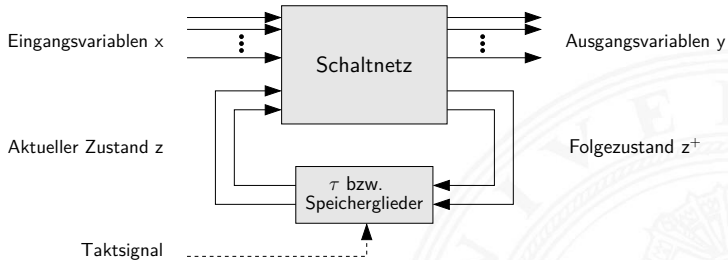 Eingangsvariablen x
Schaltnetz
Ausgangsvariablen y
Aktueller Zustand z
Folgezustand z⁺
τ bzw.
Speicherglieder
Taktsignal